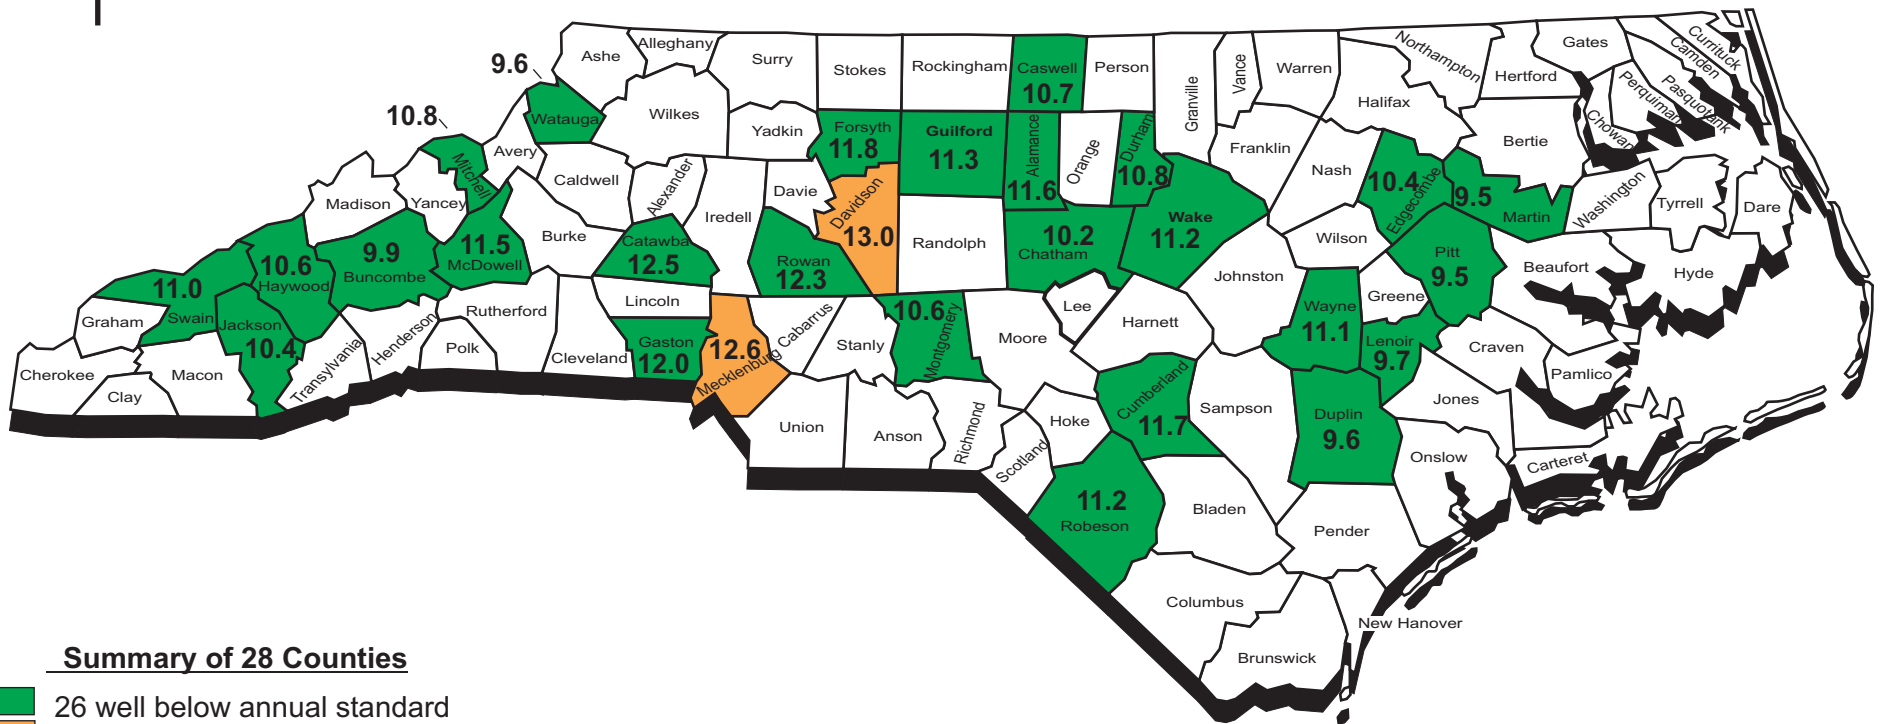 Ashe
Alleghany
Surry
Stokes
Rockingham
Caswell
10.7
Person
Granville
Vance
Warren
Northampton
Gates
Hertford
Currituck
Camden
Pasquotank
Perquimans
Chowan
9.6
Watauga
Wilkes
Yadkin
Forsyth
11.8
Guilford
11.3
Alamance
11.6
Orange
Durham
10.8
Franklin
Halifax
Nash
Bertie
10.8
Mitchell
Avery
Caldwell
Alexander
Iredell
Davie
Davidson
13.0
Randolph
10.2
Chatham
Wake
11.2
10.4
Edgecombe
9.5
Martin
Washington
Tyrrell
Dare
Madison
Yancey
Burke
Catawba
12.5
Rowan
12.3
Wilson
Pitt
9.5
Beaufort
Hyde
11.0
Swain
10.6
Haywood
9.9
Buncombe
11.5
McDowell
Johnston
Graham
Jackson
10.4
Rutherford
Lincoln
Cabarrus
Stanly
10.6
Montgomery
Moore
Lee
Harnett
Wayne
11.1
Greene
Lenoir
9.7
Craven
Pamlico
Cherokee
Clay
Macon
Transylvania
Henderson
Polk
Cleveland
Gaston
12.0
12.6
Mecklenburg
Union
Anson
Richmond
Scotland
Hoke
Cumberland
11.7
Sampson
Duplin
9.6
Jones
Onslow
Carteret
11.2
Robeson
Bladen
Pender
Columbus
New Hanover
Brunswick
Summary of 28 Counties
26 well below annual standard